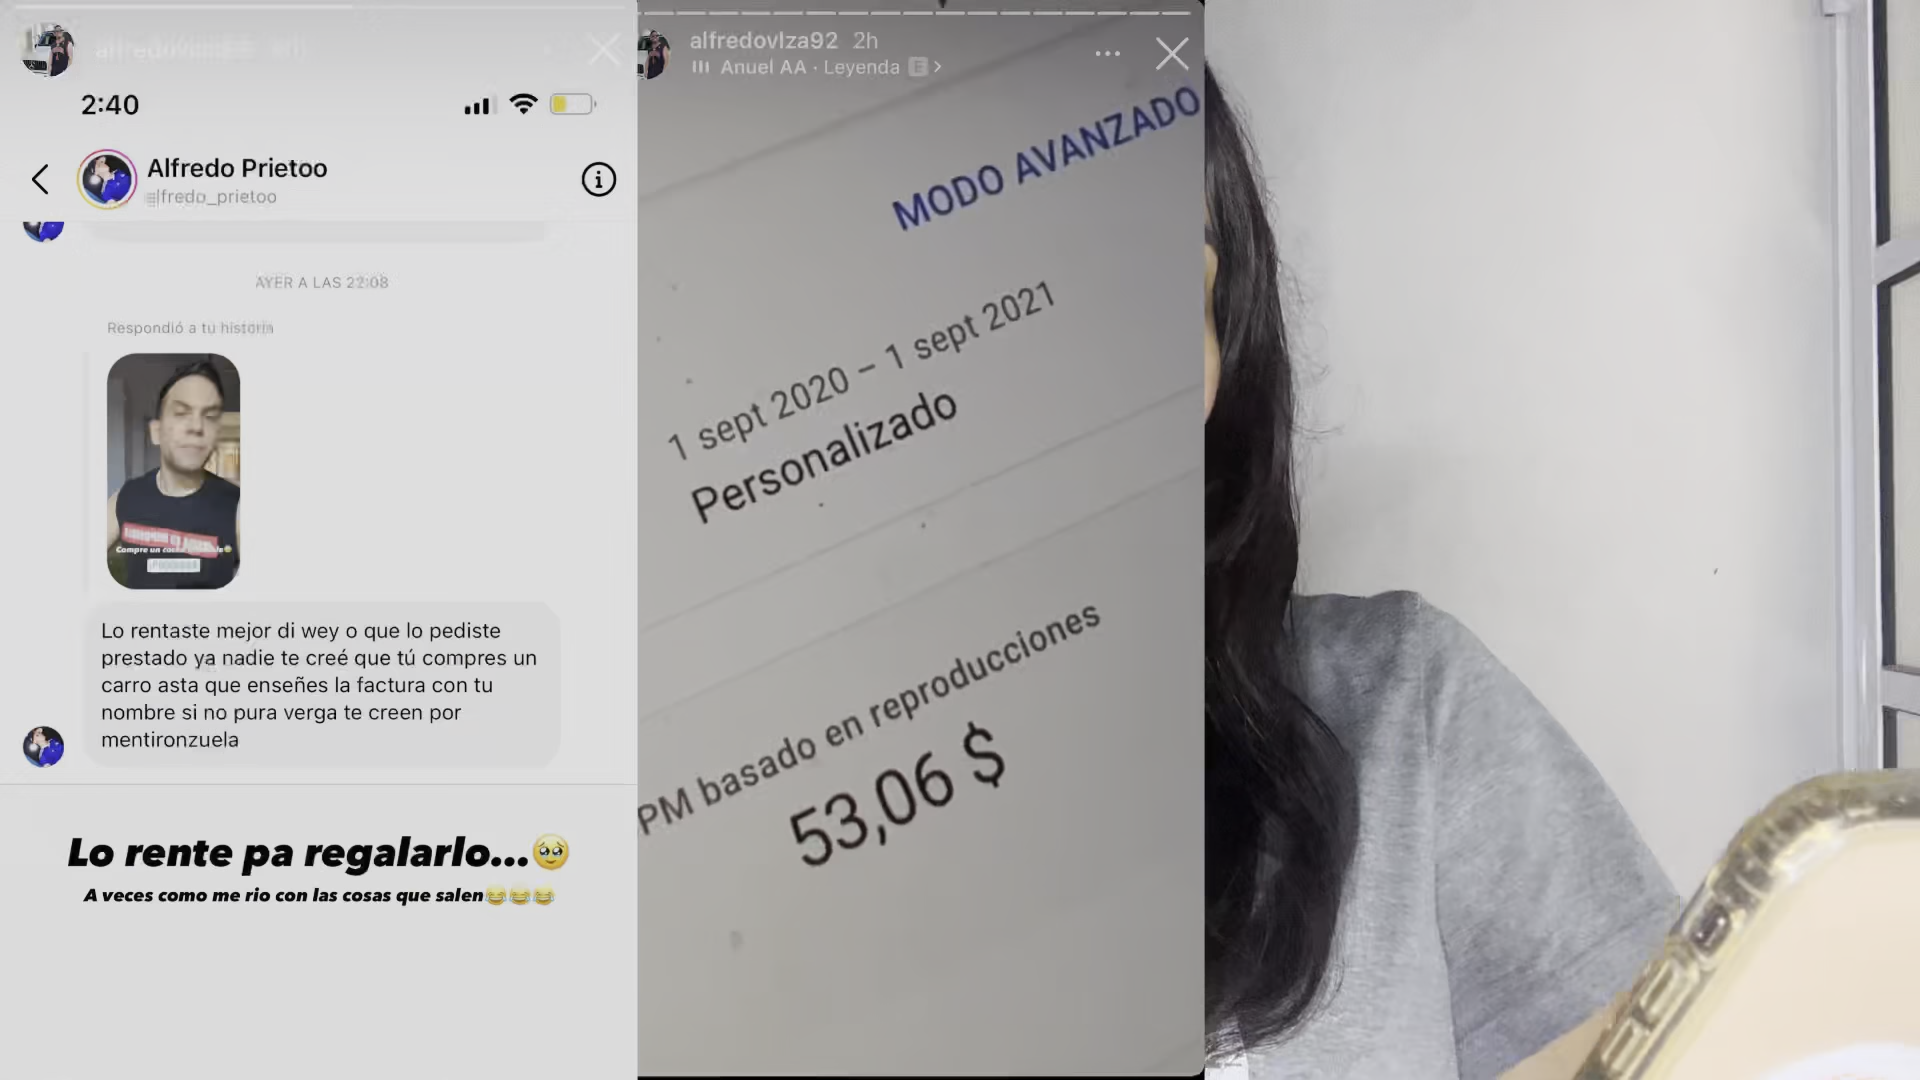 2:40
Alfredo Prietoo
alfredo_prietoo
AYER A LAS 22:08
Respondió a tu historia
Lo rentaste mejor di wey o que lo pediste
prestado ya nadie te creé que tú compres un
carro asta que enseñes la factura con tu
nombre si no pura verga te creen por
mentironzuela
Lo rente pa regalarlo...🥹
A veces como me rio con las cosas que salen😂😂😂
alfredovlza92 2h
Anuel AA · Leyenda E >
MODO AVANZADO
1 sept 2020 – 1 sept 2021
Personalizado
PM basado en reproducciones
53,06 $